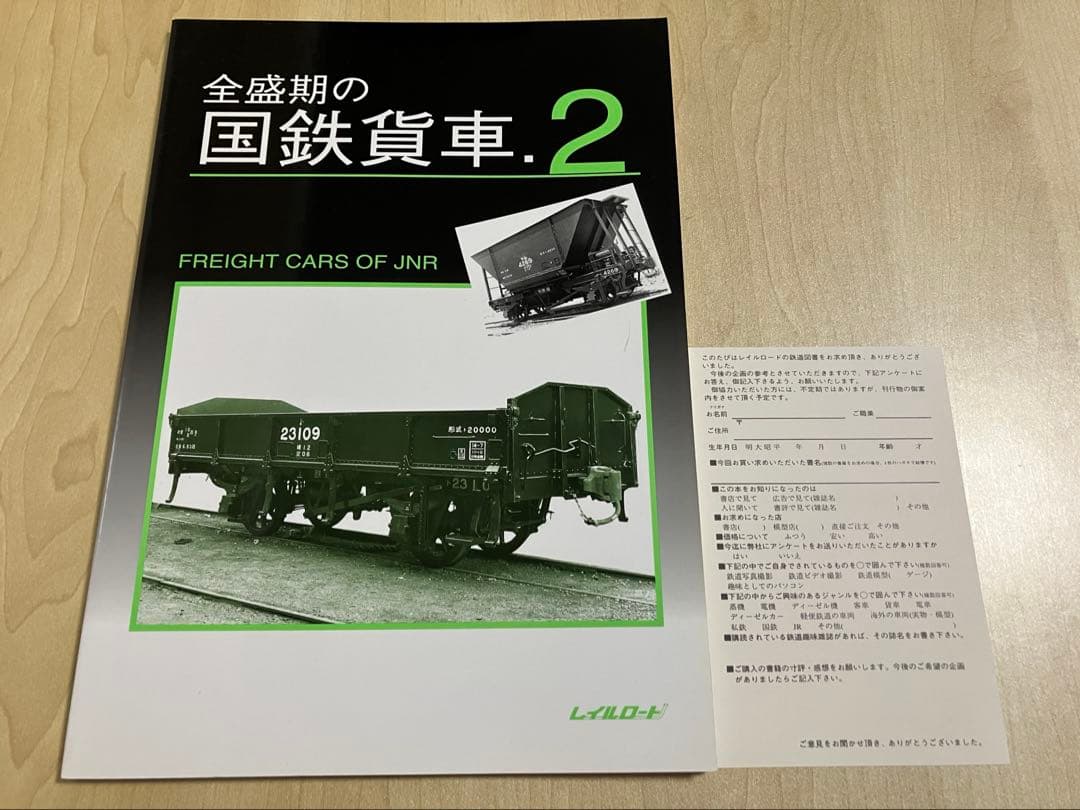 全盛期の
国鉄貨車.2
FREIGHT CARS OF JNR
4269
4269
23109
形式ト20000
レイルロード
このたびはレイルロードの鉄道図書をお求め頂き、ありがとうござ
いました。
今後の企画の参考とさせていただきますので、下記アンケートに
お答え、御記入下さるよう、お願いいたします。
御協力いただいた方には、不定期ではありますが、刊行物の御案
内をさせて頂く予定です。
フリガナ
お名前 ご職業
〒
ご住所
生年月日 明大昭平 年 月 日 年齢 才
■今回お買い求めいただいた書名
■この本をお知りになったのは
書店で見て 広告で見て(雑誌名 )
人に聞いて 書評で見て(雑誌名 ) その他
■お求めになった店
書店( ) 模型店( ) 直接ご注文 その他
■価格について ふつう 安い 高い
■今迄に弊社にアンケートをお送りいただいたことがありますか
はい いいえ
■下記の中でご自身でされているものを○で囲んで下さい(複数回答可)
鉄道写真撮影 鉄道ビデオ撮影 鉄道模型( ゲージ)
趣味としてのパソコン
■下記の中からご興味のあるジャンルを○で囲んで下さい(複数回答可)
蒸機 電機 ディーゼル機 客車 貨車 電車
ディーゼルカー 軽便鉄道の車両 海外の車両(実物・模型)
私鉄 国鉄 JR その他( )
■購読されている鉄道趣味雑誌があれば、その誌名をお書き下さい。
■ご購入の書籍の寸評・感想をお願いします。今後のご希望の企画
がありましたらご記入下さい。
ご意見をお聞かせ頂き、ありがとうございました。